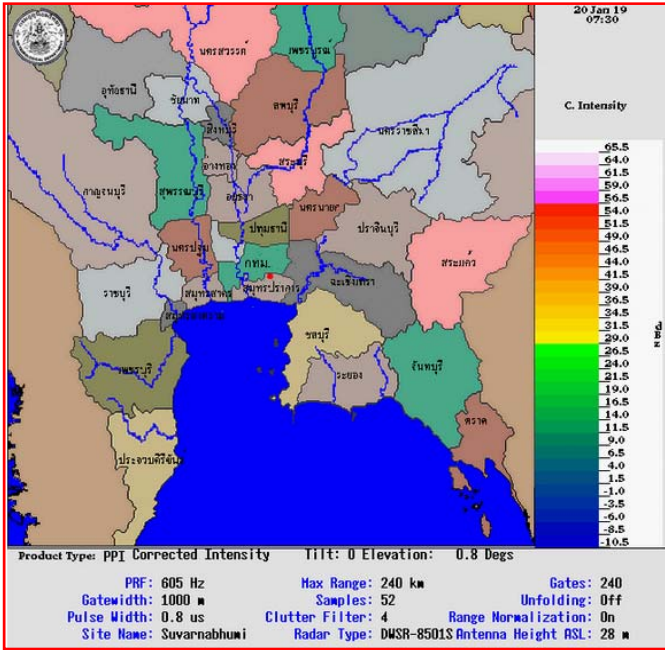 20 Jan 19
07:30
C. Intensity
เพชรบูรณ์
นครสวรรค์
อุทัยธานี
ชัยนาท
ลพบุรี
สิงห์บุรี
นครราชสีมา
อ่างทอง
สระบุรี
กาญจนบุรี
สุพรรณบุรี
อยุธยา
นครนายก
ปทุมธานี
ปราจีนบุรี
นครปฐม
กทม.
สระแก้ว
ราชบุรี
สมุทรสาคร
สมุทรปราการ
ฉะเชิงเทรา
ชลบุรี
เพชรบุรี
ระยอง
จันทบุรี
ตราด
ประจวบคีรีขันธ์
65.5
64.0
61.5
59.0
56.5
54.0
51.5
49.0
46.5
44.0
41.5
39.0
36.5
34.0
31.5
29.0
26.5
24.0
21.5
19.0
16.5
14.0
11.5
9.0
6.5
4.0
1.5
-1.0
-3.5
-6.0
-8.5
-10.5
Product Type: PPI Corrected Intensity Tilt: 0 Elevation: 0.8 Degs
PRF: 605 Hz Max Range: 240 km Gates: 240
Gatewidth: 1000 m Samples: 52 Unfolding: Off
Pulse Width: 0.8 us Clutter Filter: 4 Range Normalization: On
Site Name: Suvarnabhumi Radar Type: DWSR-8501S Antenna Height ASL: 28 m